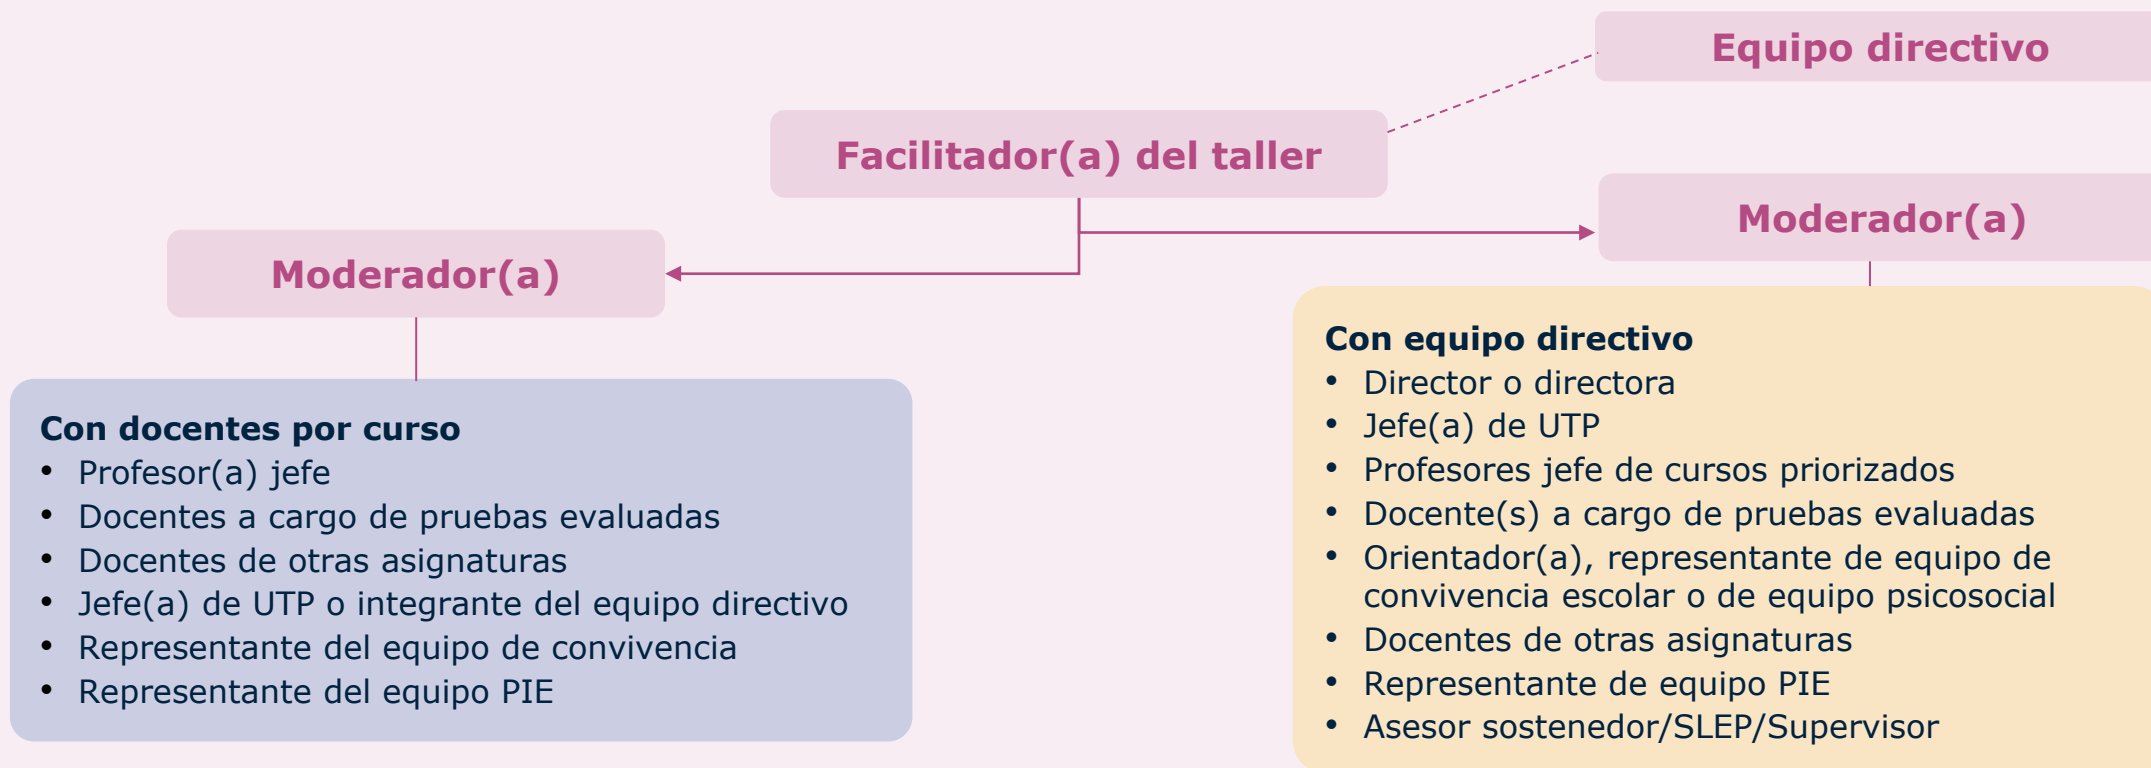 Equipo directivo
Facilitador(a) del taller
Moderador(a)
Moderador(a)
Con docentes por curso
• Profesor(a) jefe
• Docentes a cargo de pruebas evaluadas
• Docentes de otras asignaturas
• Jefe(a) de UTP o integrante del equipo directivo
• Representante del equipo de convivencia
• Representante del equipo PIE
Con equipo directivo
• Director o directora
• Jefe(a) de UTP
• Profesores jefe de cursos priorizados
• Docente(s) a cargo de pruebas evaluadas
• Orientador(a), representante de equipo de
convivencia escolar o de equipo psicosocial
• Docentes de otras asignaturas
• Representante de equipo PIE
• Asesor sostenedor/SLEP/Supervisor